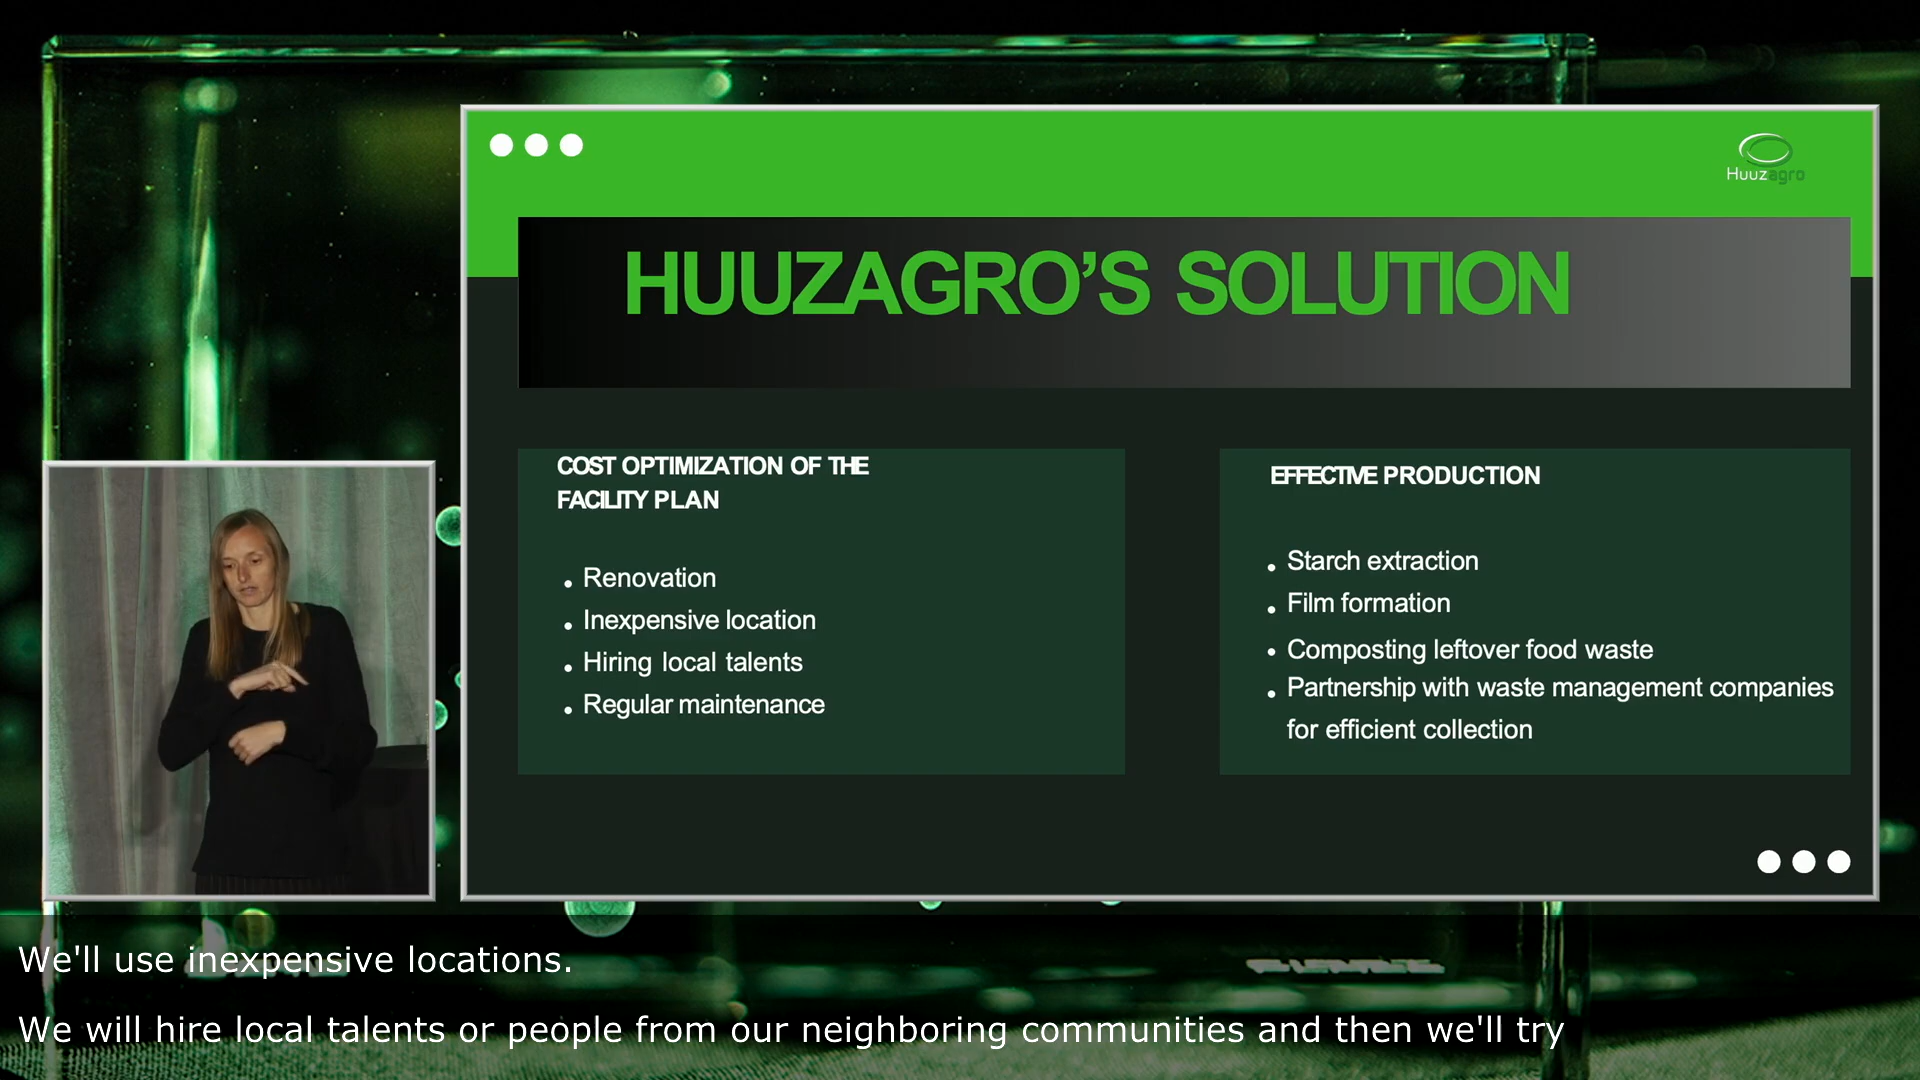 Huuzagro
HUUZAGRO’S SOLUTION
COST OPTIMIZATION OF THE
FACILITY PLAN
• Renovation
• Inexpensive location
• Hiring local talents
• Regular maintenance
EFFECTIVE PRODUCTION
• Starch extraction
• Film formation
• Composting leftover food waste
• Partnership with waste management companies
for efficient collection
We'll use inexpensive locations.
We will hire local talents or people from our neighboring communities and then we'll try